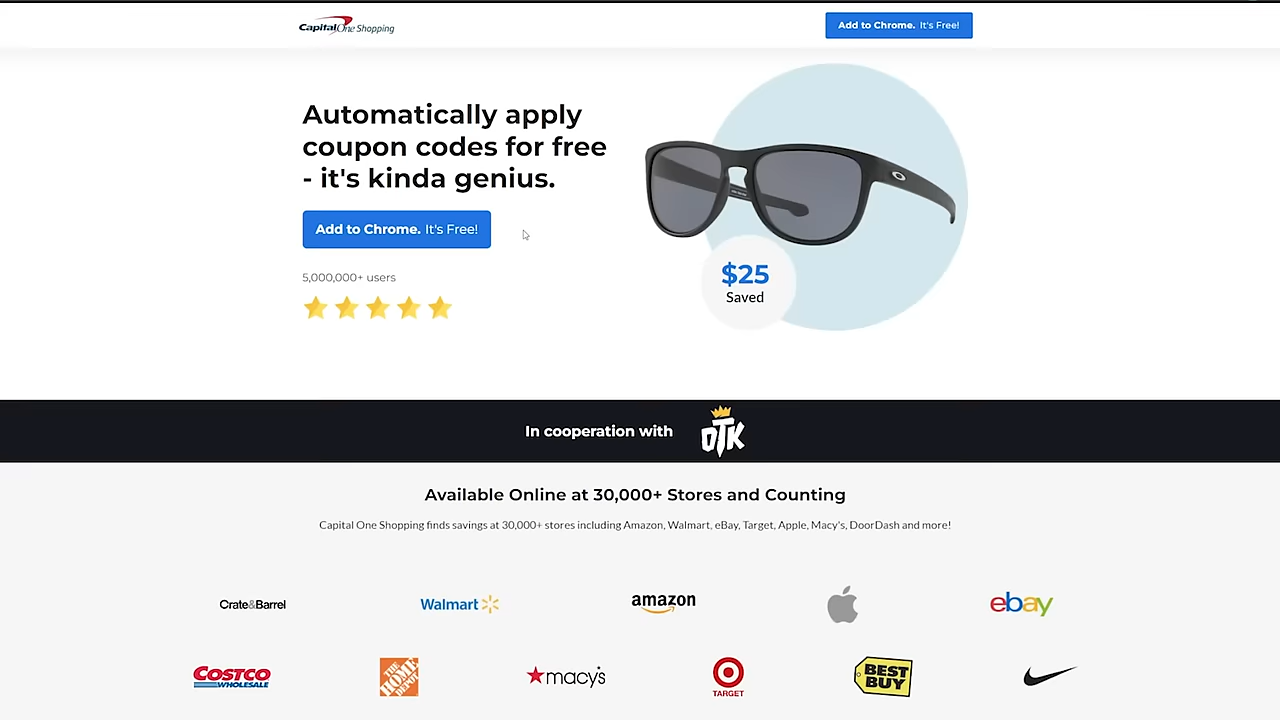 Capital One Shopping
Add to Chrome. It's Free!
Automatically apply
coupon codes for free
- it's kinda genius.
Add to Chrome. It's Free!
5,000,000+ users
$25
Saved
In cooperation with
OTK
Available Online at 30,000+ Stores and Counting
Capital One Shopping finds savings at 30,000+ stores including Amazon, Walmart, eBay, Target, Apple, Macy's, DoorDash and more!
Crate&Barrel
Walmart
amazon
ebay
COSTCO
WHOLESALE
THE
HOME
DEPOT
macy's
TARGET
BEST
BUY